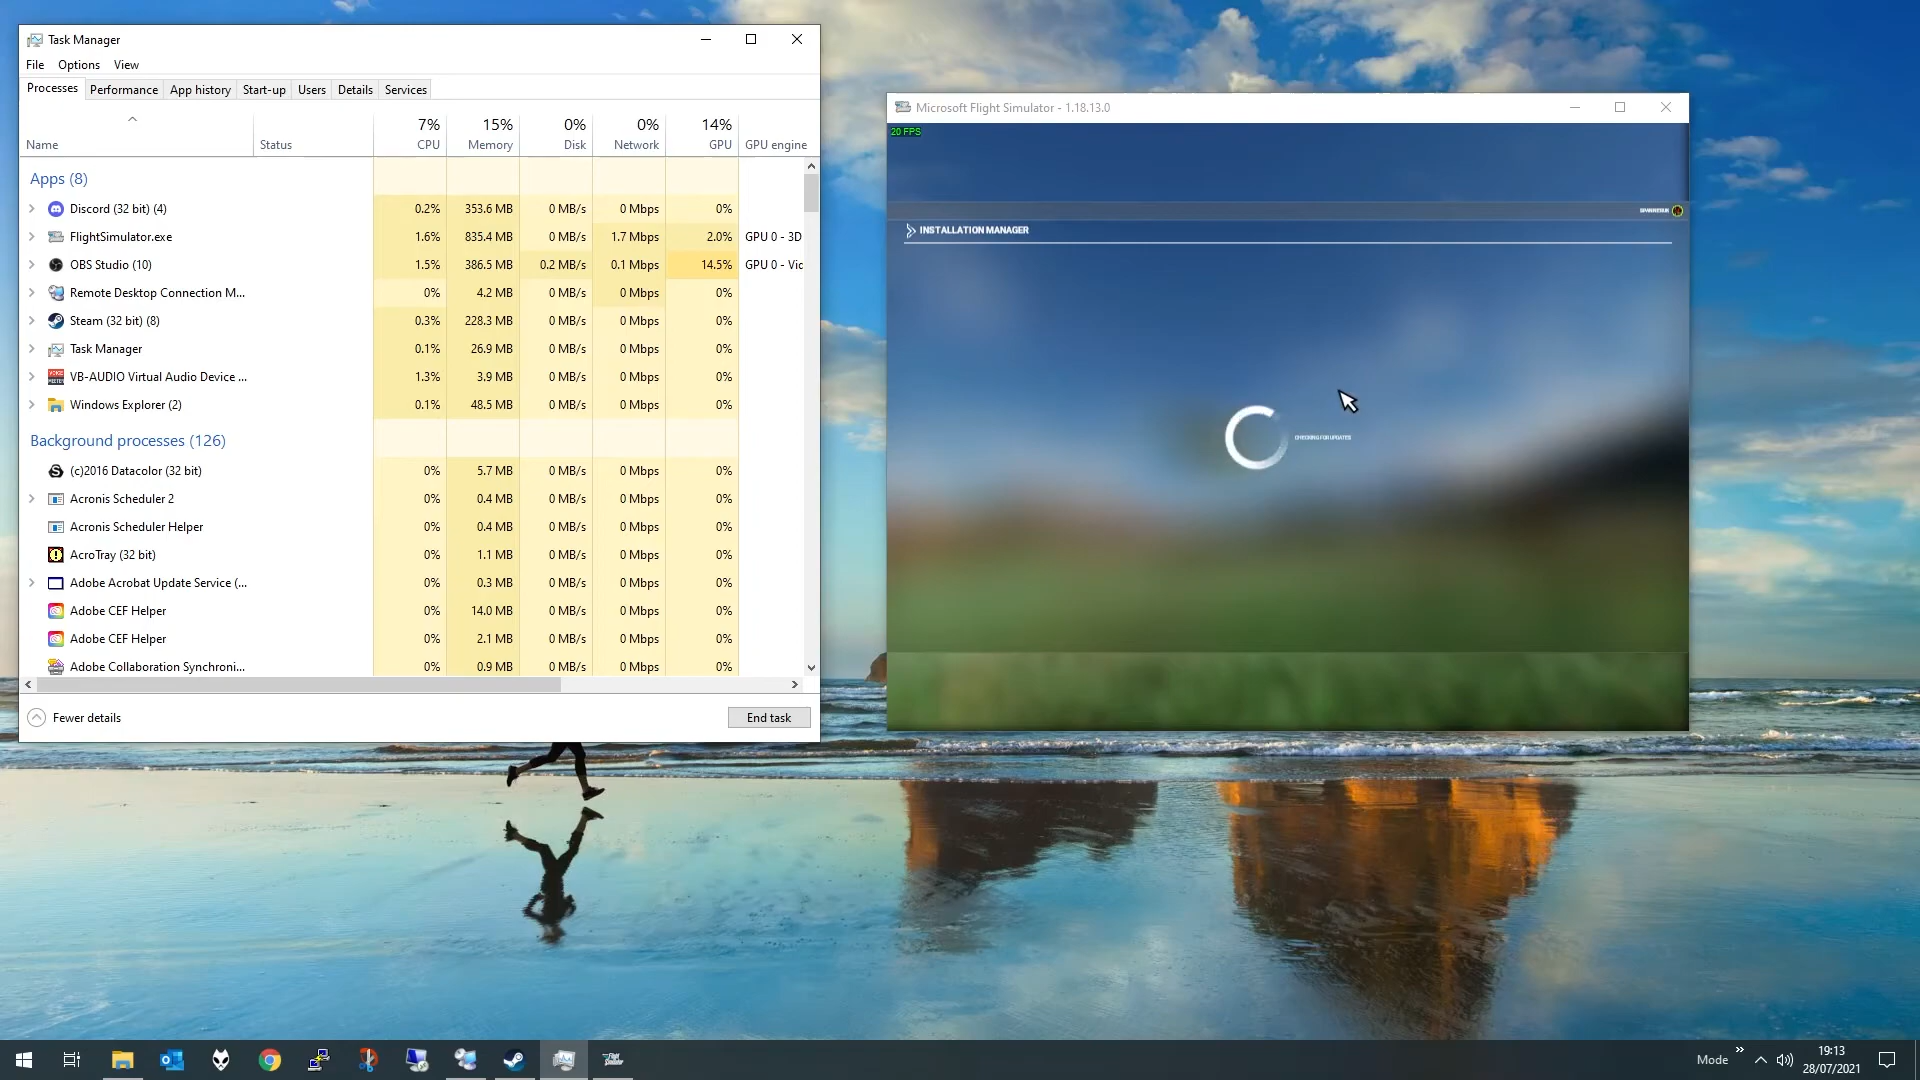 Task Manager
File Options View
Processes Performance App history Start-up Users Details Services
7% 15% 0% 0% 14%
Name Status CPU Memory Disk Network GPU GPU engine
Apps (8)
Discord (32 bit) (4) 0.2% 353.6 MB 0 MB/s 0 Mbps 0%
FlightSimulator.exe 1.6% 835.4 MB 0 MB/s 1.7 Mbps 2.0% GPU 0 - 3D
OBS Studio (10) 1.5% 386.5 MB 0.2 MB/s 0.1 Mbps 14.5% GPU 0 - Vic
Remote Desktop Connection M... 0% 4.2 MB 0 MB/s 0 Mbps 0%
Steam (32 bit) (8) 0.3% 228.3 MB 0 MB/s 0 Mbps 0%
Task Manager 0.1% 26.9 MB 0 MB/s 0 Mbps 0%
VB-AUDIO Virtual Audio Device ... 1.3% 3.9 MB 0 MB/s 0 Mbps 0%
Windows Explorer (2) 0.1% 48.5 MB 0 MB/s 0 Mbps 0%
Background processes (126)
(c)2016 Datacolor (32 bit) 0% 5.7 MB 0 MB/s 0 Mbps 0%
Acronis Scheduler 2 0% 0.4 MB 0 MB/s 0 Mbps 0%
Acronis Scheduler Helper 0% 0.4 MB 0 MB/s 0 Mbps 0%
AcroTray (32 bit) 0% 1.1 MB 0 MB/s 0 Mbps 0%
Adobe Acrobat Update Service (... 0% 0.3 MB 0 MB/s 0 Mbps 0%
Adobe CEF Helper 0% 14.0 MB 0 MB/s 0 Mbps 0%
Adobe CEF Helper 0% 2.1 MB 0 MB/s 0 Mbps 0%
Adobe Collaboration Synchroni... 0% 0.9 MB 0 MB/s 0 Mbps 0%
Fewer details End task
Microsoft Flight Simulator - 1.18.13.0
20 FPS
INSTALLATION MANAGER
CHECKING FOR UPDATES
Mode
19:13
28/07/2021